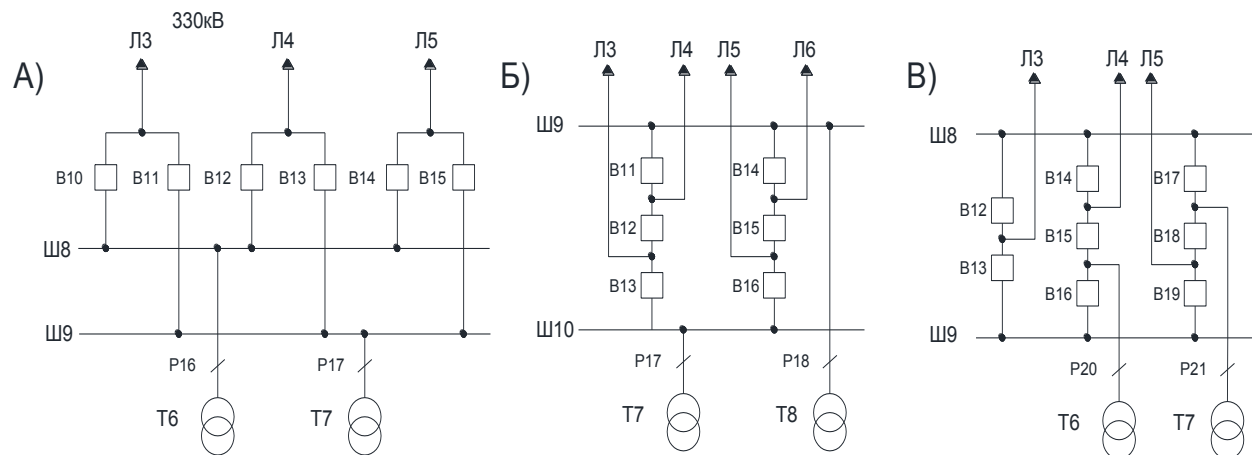 330кВ
А)
Л3 Л4 Л5
В10 В11 В12 В13 В14 В15
Ш8
Ш9
Р16 Р17
Т6 Т7
Б)
Л3 Л4 Л5 Л6
Ш9
В11 В14
В12 В15
В13 В16
Ш10
Р17 Р18
Т7 Т8
В)
Л3 Л4 Л5
Ш8
В14 В17
В12
В15 В18
В13
В16 В19
Ш9
Р20 Р21
Т6 Т7